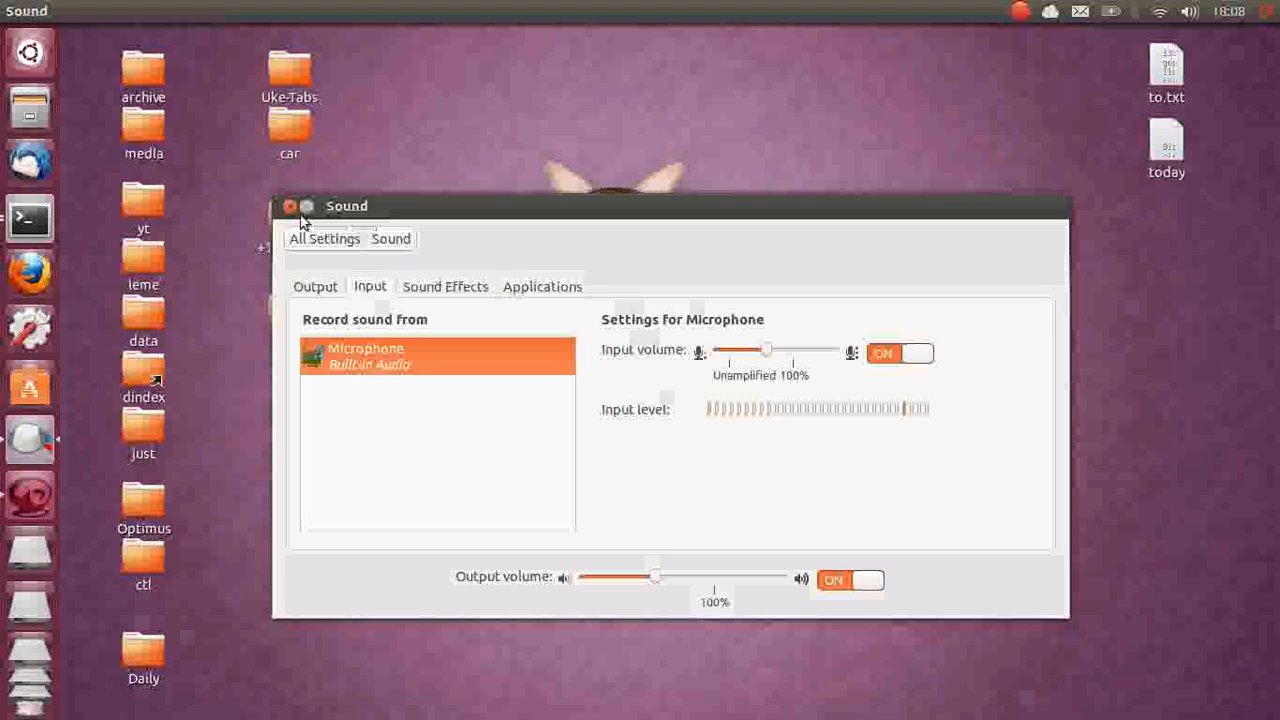 Sound
18:08
archive
Uke-Tabs
to.txt
media
car
today
yt
leme
data
dindex
just
Optimus
ctl
Daily
Sound
All Settings Sound
Output Input Sound Effects Applications
Record sound from
Microphone
Built-in Audio
Settings for Microphone
Input volume: ON
Unamplified 100%
Input level:
Output volume: ON
100%